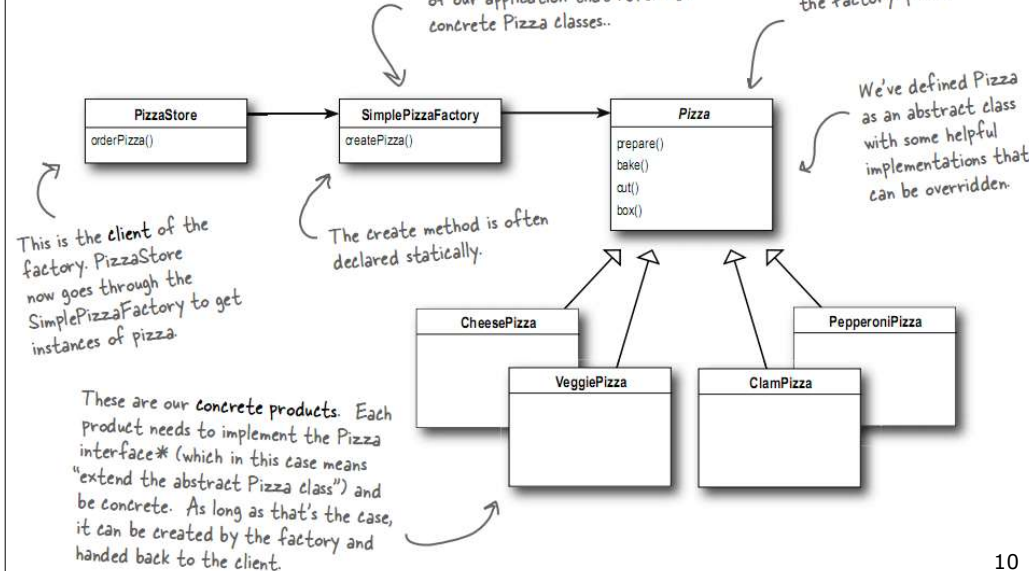 concrete Pizza classes..
the factory
PizzaStore
orderPizza()
SimplePizzaFactory
createPizza()
Pizza
prepare()
bake()
cut()
box()
We've defined Pizza
as an abstract class
with some helpful
implementations that
can be overridden.
This is the client of the
factory. PizzaStore
now goes through the
SimplePizzaFactory to get
instances of pizza.
The create method is often
declared statically.
CheesePizza
VeggiePizza
ClamPizza
PepperoniPizza
These are our concrete products. Each
product needs to implement the Pizza
interface* (which in this case means
"extend the abstract Pizza class") and
be concrete. As long as that's the case,
it can be created by the factory and
handed back to the client.
10